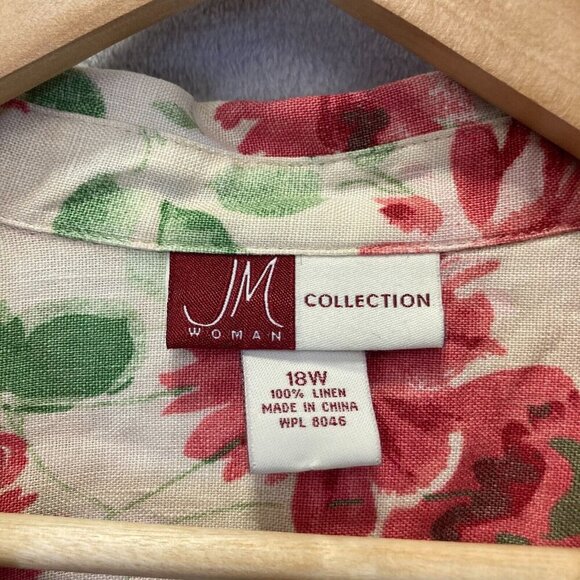 JM
WOMAN
COLLECTION
18W
100% LINEN
MADE IN CHINA
WPL 8046